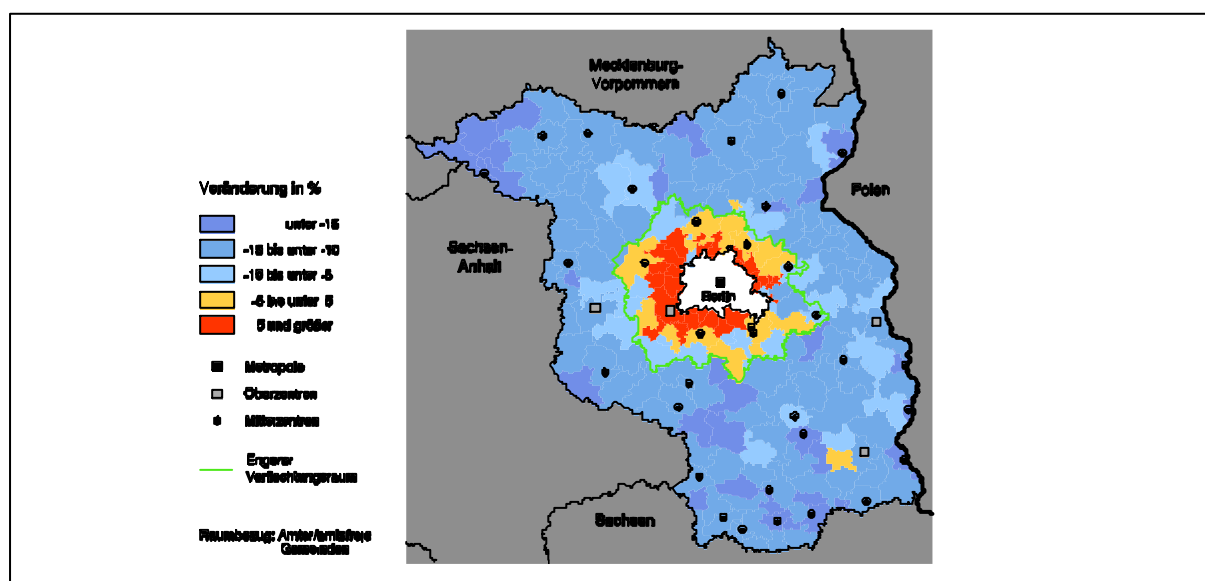 Mecklenburg-
Vorpommern
Polen
Sachsen-
Anhalt
Berlin
Sachsen
Veränderung in %
unter -15
-15 bis unter -10
-10 bis unter -5
-5 bis unter 5
5 und größer
Metropole
Oberzentren
Mittelzentren
Engerer
Verflechtungsraum
Raumbezug: Ämter/amtsfreie
Gemeinden